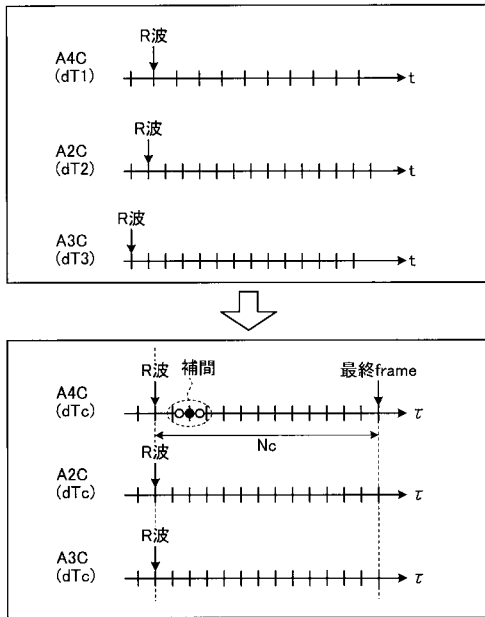 R波
A4C
(dT1)
t
R波
A2C
(dT2)
t
R波
A3C
(dT3)
t
R波
補間
最終frame
A4C
(dTc)
τ
Nc
R波
A2C
(dTc)
τ
R波
A3C
(dTc)
τ